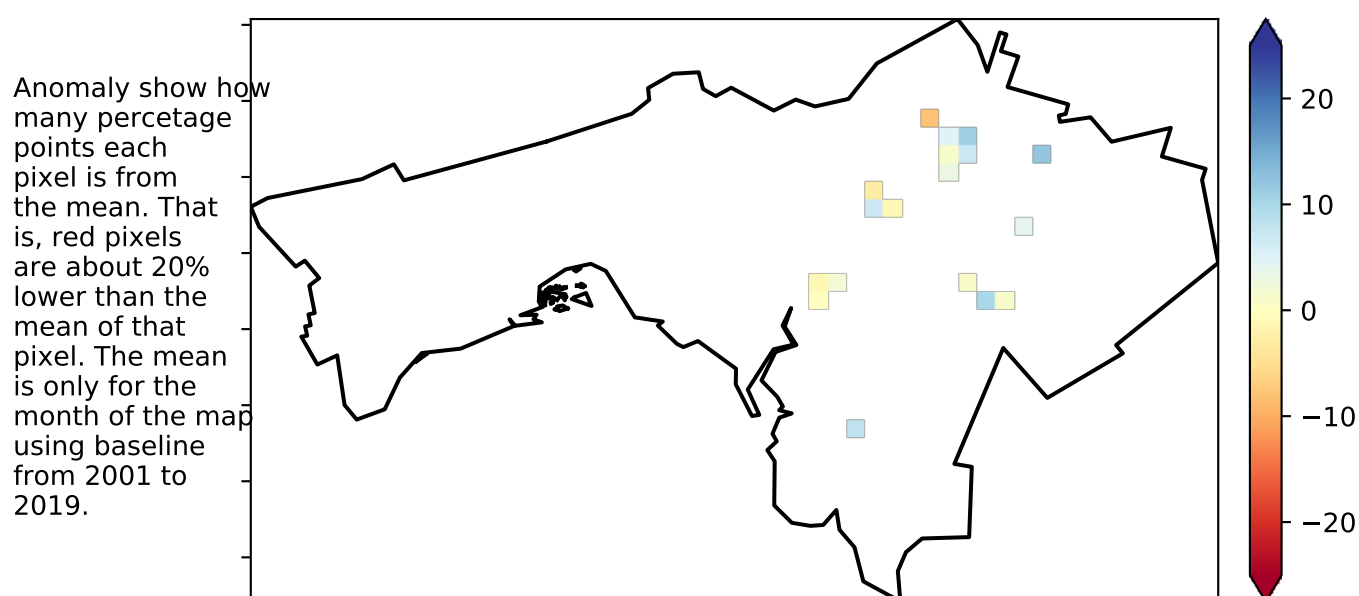 Anomaly show how
many percetage
points each
pixel is from
the mean. That
is, red pixels
are about 20%
lower than the
mean of that
pixel. The mean
is only for the
month of the map
using baseline
from 2001 to
2019.
20
10
0
−10
−20